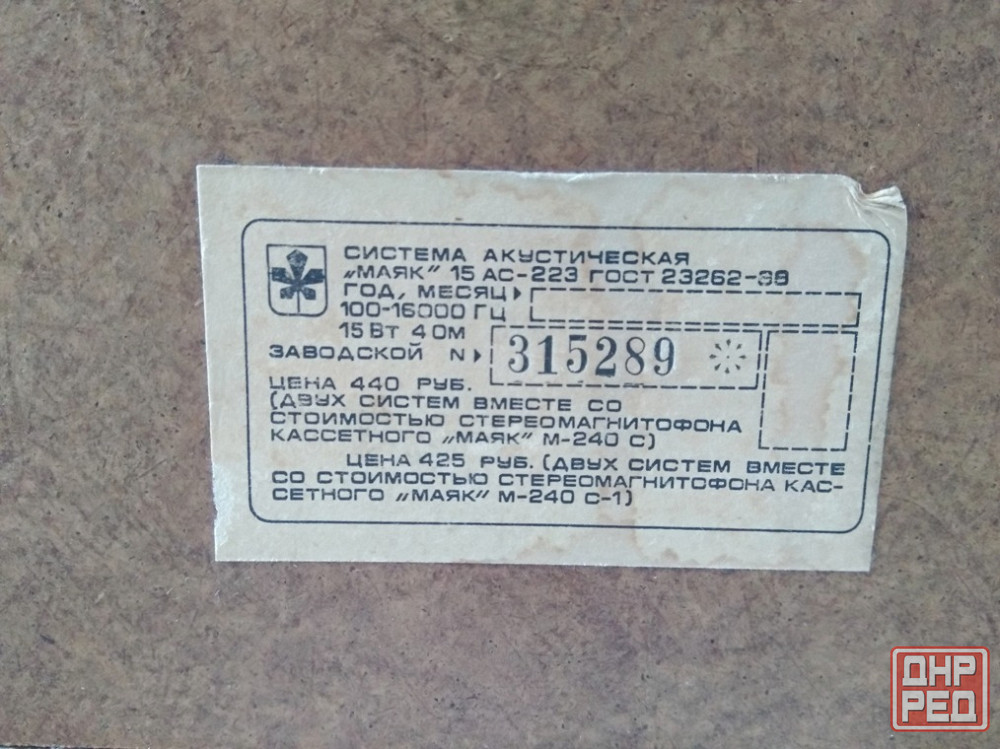 СИСТЕМА АКУСТИЧЕСКАЯ
„МАЯК" 15 АС-223 ГОСТ 23262-88
ГОД, МЕСЯЦ
100-16000 ГЦ
15 Вт 4 Ом
ЗАВОДСКОЙ N 315289
ЦЕНА 440 РУБ.
(ДВУХ СИСТЕМ ВМЕСТЕ СО
СТОИМОСТЬЮ СТЕРЕОМАГНИТОФОНА
КАССЕТНОГО „МАЯК" М-240 С)
ЦЕНА 425 РУБ. (ДВУХ СИСТЕМ ВМЕСТЕ
СО СТОИМОСТЬЮ СТЕРЕОМАГНИТОФОНА КАС-
СЕТНОГО „МАЯК" М-240 С-1)
ДНР
РЕД